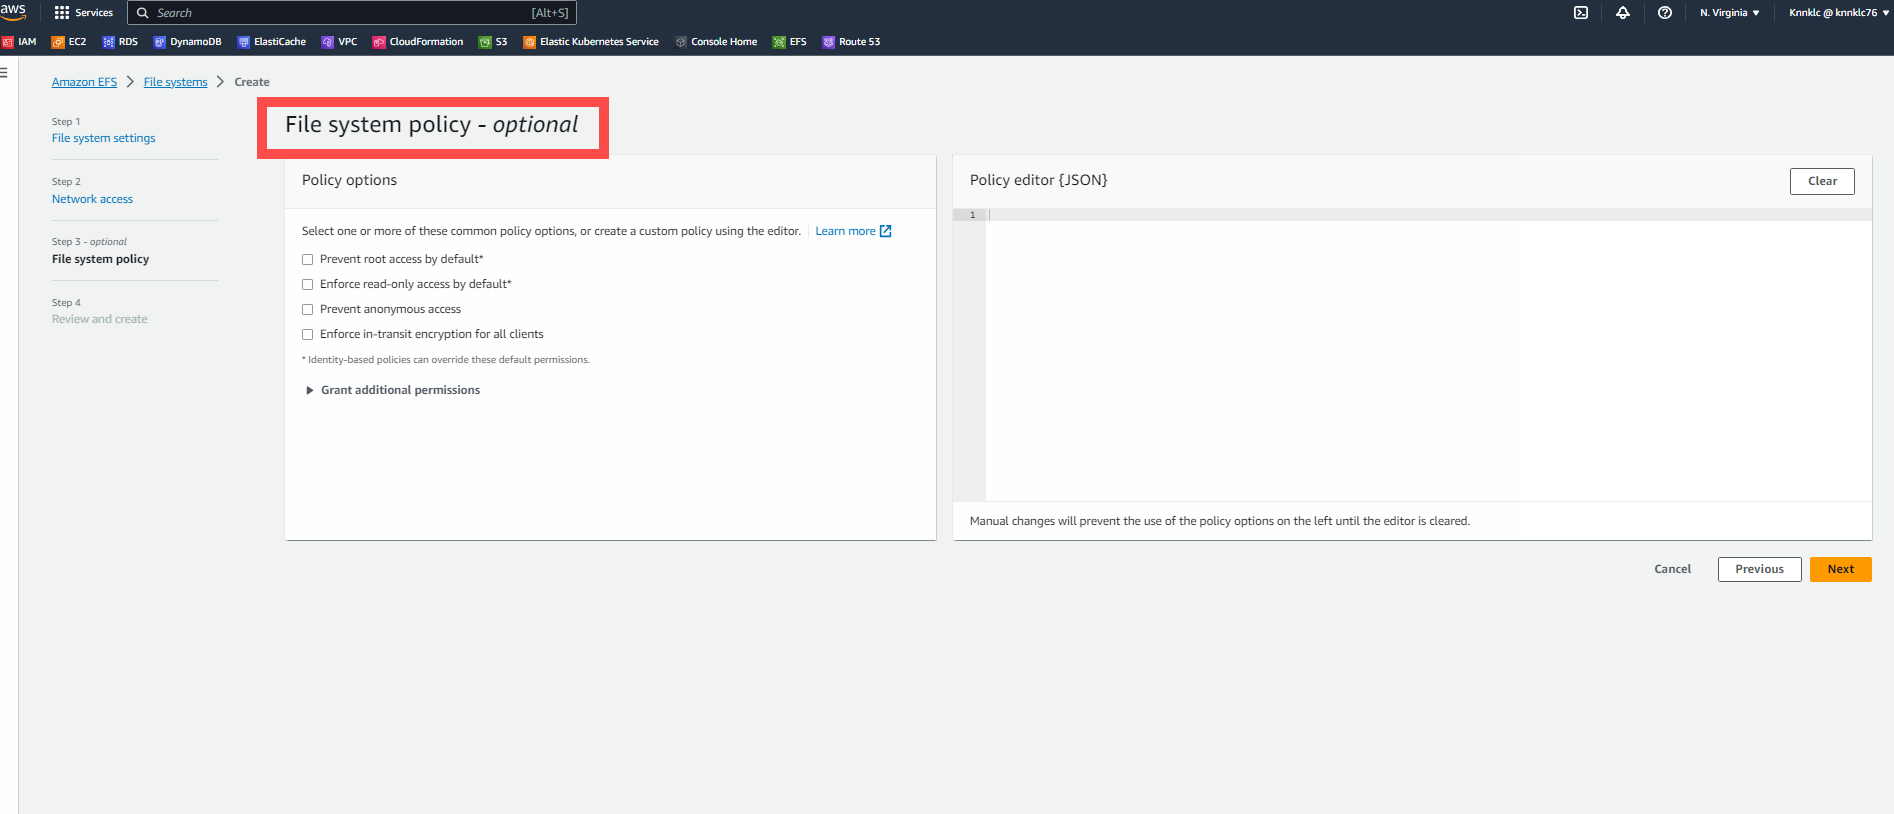 aws
Services
Search
[Alt+S]
N. Virginia
Knnklc @ knnklc76
IAM
EC2
RDS
DynamoDB
ElastiCache
VPC
CloudFormation
S3
Elastic Kubernetes Service
Console Home
EFS
Route 53
Amazon EFS
File systems
Create
Step 1
File system settings
Step 2
Network access
Step 3 - optional
File system policy
Step 4
Review and create
File system policy - optional
Policy options
Select one or more of these common policy options, or create a custom policy using the editor.
Learn more
Prevent root access by default*
Enforce read-only access by default*
Prevent anonymous access
Enforce in-transit encryption for all clients
* Identity-based policies can override these default permissions.
Grant additional permissions
Policy editor {JSON}
Clear
1
Manual changes will prevent the use of the policy options on the left until the editor is cleared.
Cancel
Previous
Next